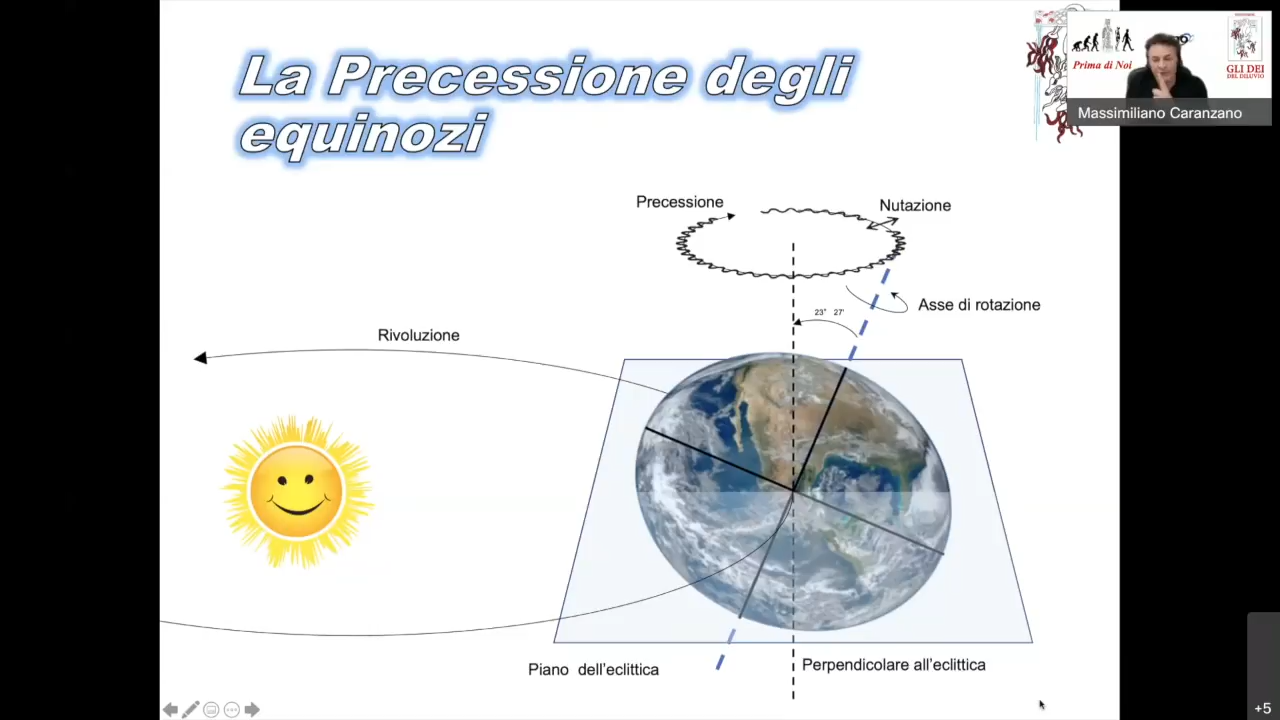 La Precessione degli
equinozi
Prima di Noi
GLI DEI
DEL DILUVIO
Massimiliano Caranzano
Precessione
Nutazione
Asse di rotazione
23° 27'
Rivoluzione
Piano dell'eclittica
Perpendicolare all'eclittica
+5